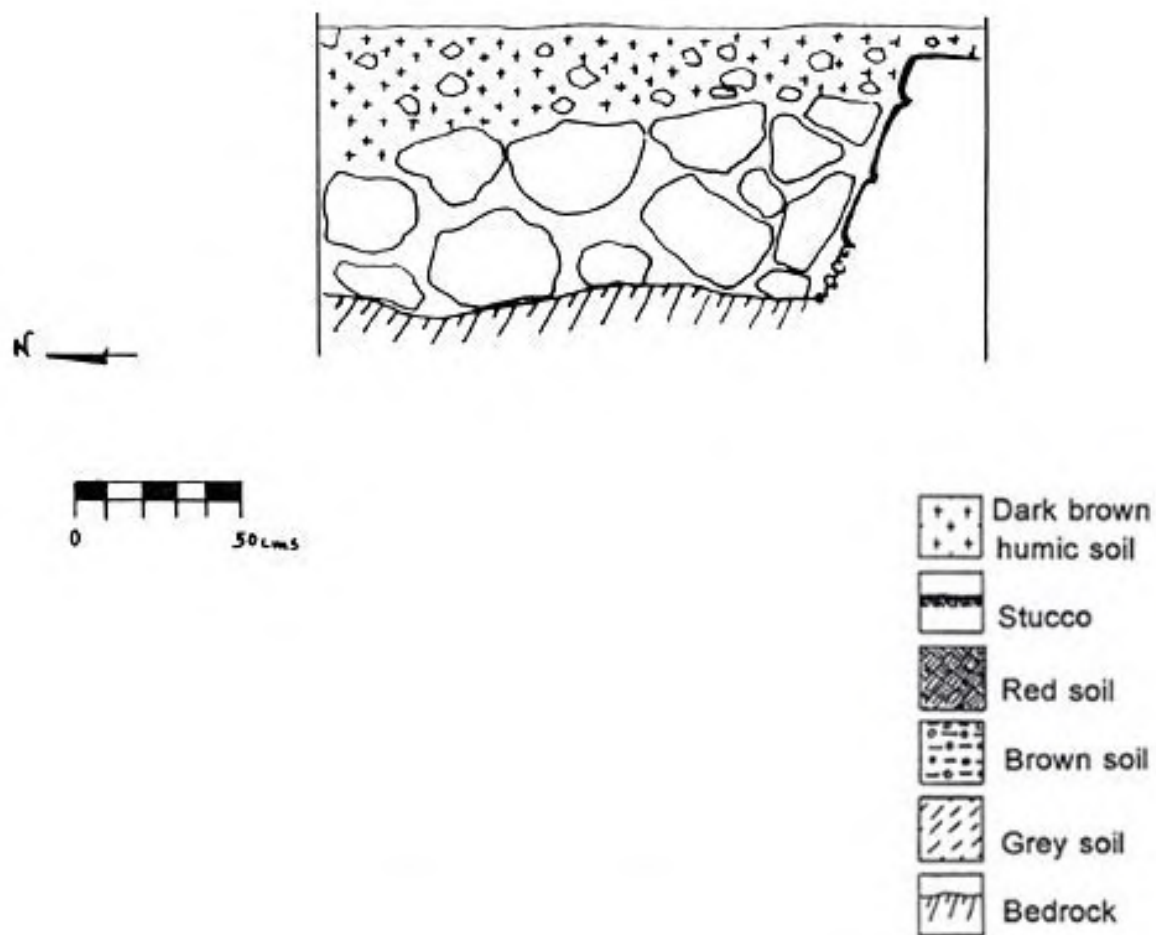 N
0 50cms
Dark brown
humic soil
Stucco
Red soil
Brown soil
Grey soil
Bedrock